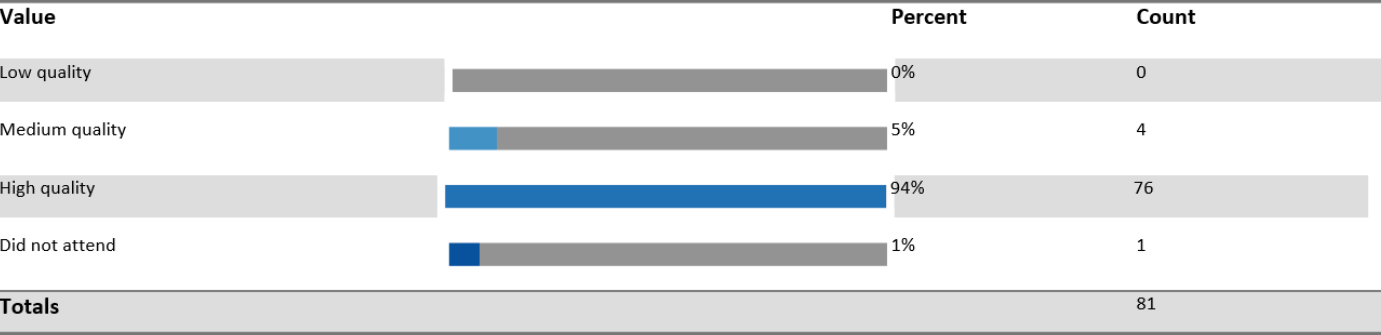 Value Percent Count
Low quality 0% 0
Medium quality 5% 4
High quality 94% 76
Did not attend 1% 1
Totals 81